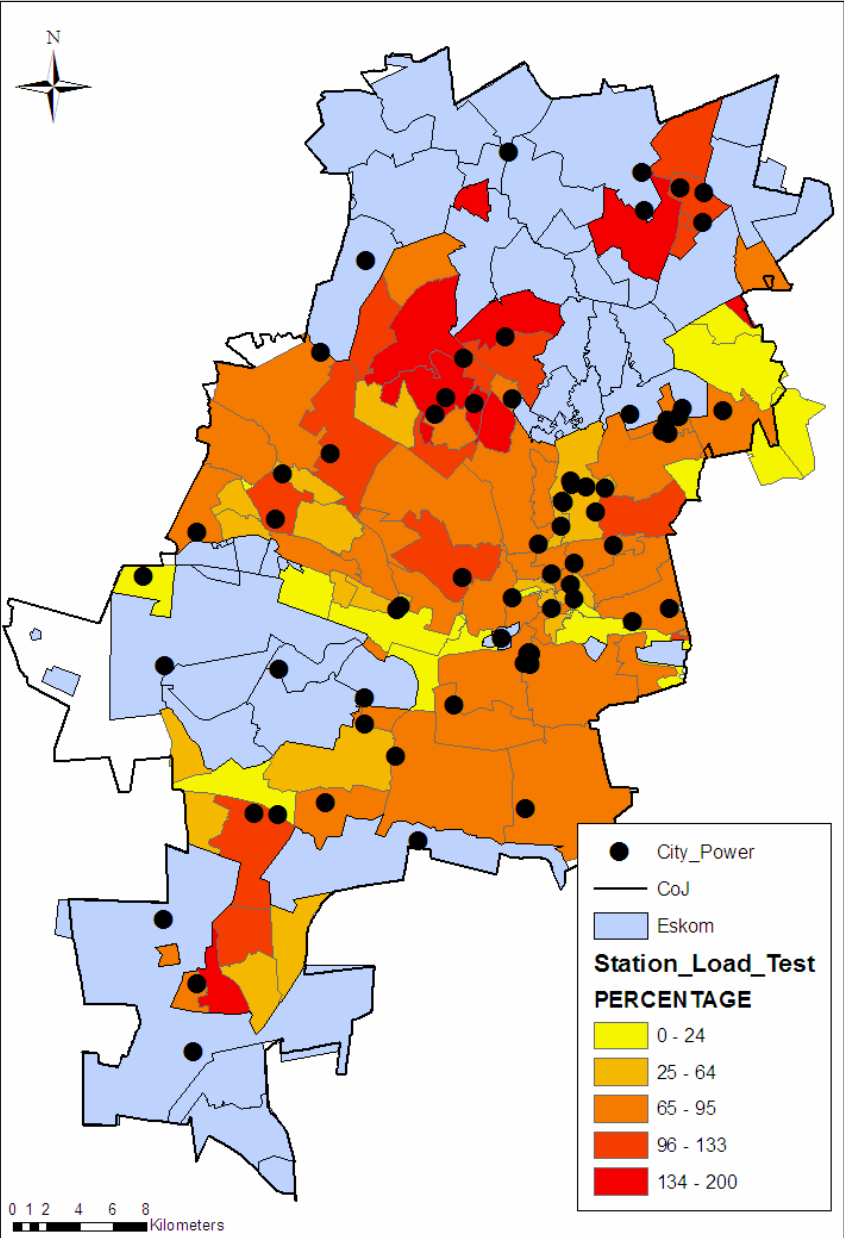 N
City_Power
CoJ
Eskom
Station_Load_Test
PERCENTAGE
0 - 24
25 - 64
65 - 95
96 - 133
134 - 200
0 1 2 4 6 8
Kilometers